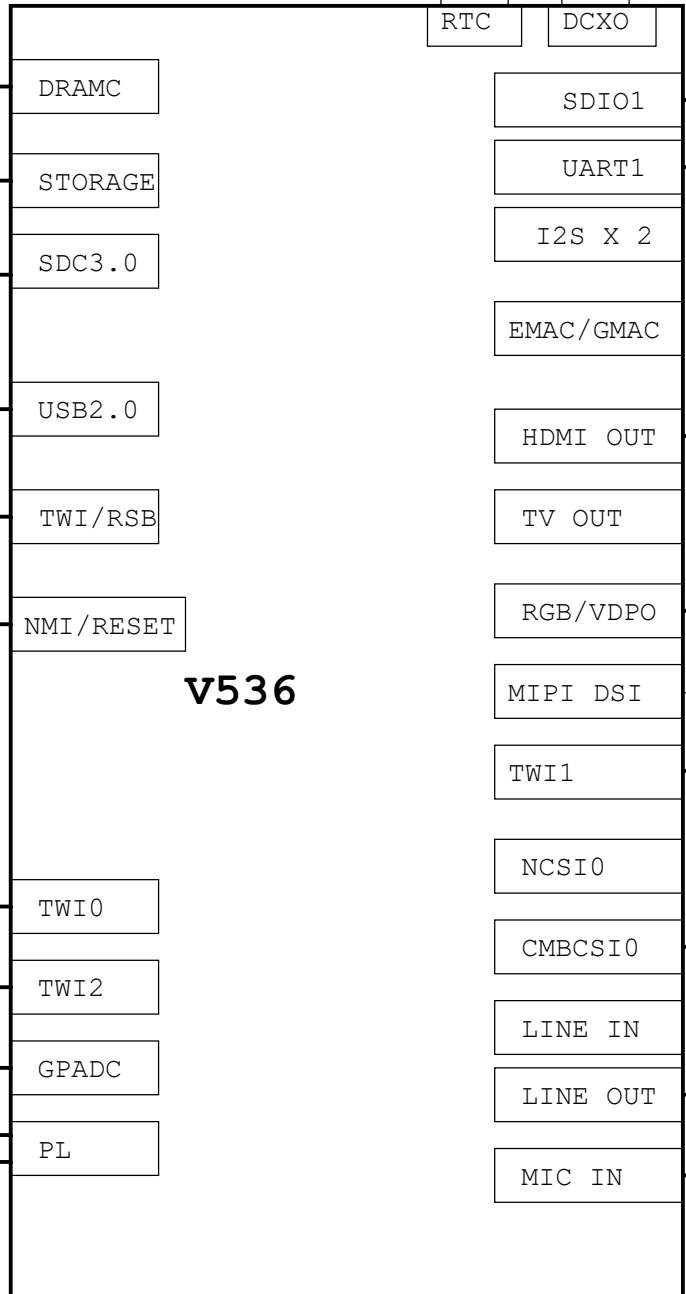 RTC
DCXO
DRAMC
SDIO1
STORAGE
UART1
I2S X 2
SDC3.0
EMAC/GMAC
USB2.0
HDMI OUT
TWI/RSB
TV OUT
NMI/RESET
RGB/VDPO
V536
MIPI DSI
TWI1
NCSI0
TWI0
CMBCSI0
TWI2
LINE IN
GPADC
LINE OUT
PL
MIC IN